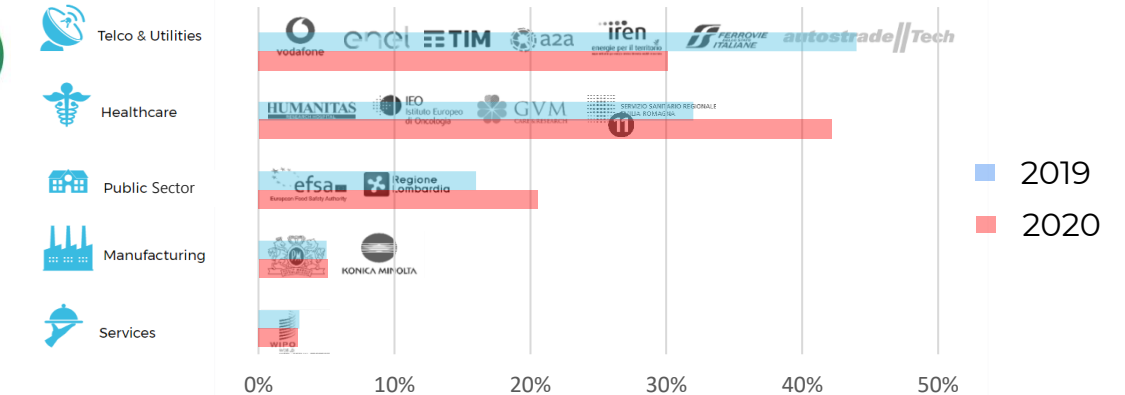 Telco & Utilities
vodafone enel TIM a2a iren energie per il territorio FERROVIE ITALIANE autostrade//Tech
Healthcare
HUMANITAS IEO Istituto Europeo di Oncologia GVM CARE & RESEARCH SERVIZIO SANITARIO REGIONALE EMILIA ROMAGNA
11
Public Sector
efsa European Food Safety Authority Regione Lombardia
Manufacturing
KONICA MINOLTA
Services
WIPO
2019
2020
0% 10% 20% 30% 40% 50%